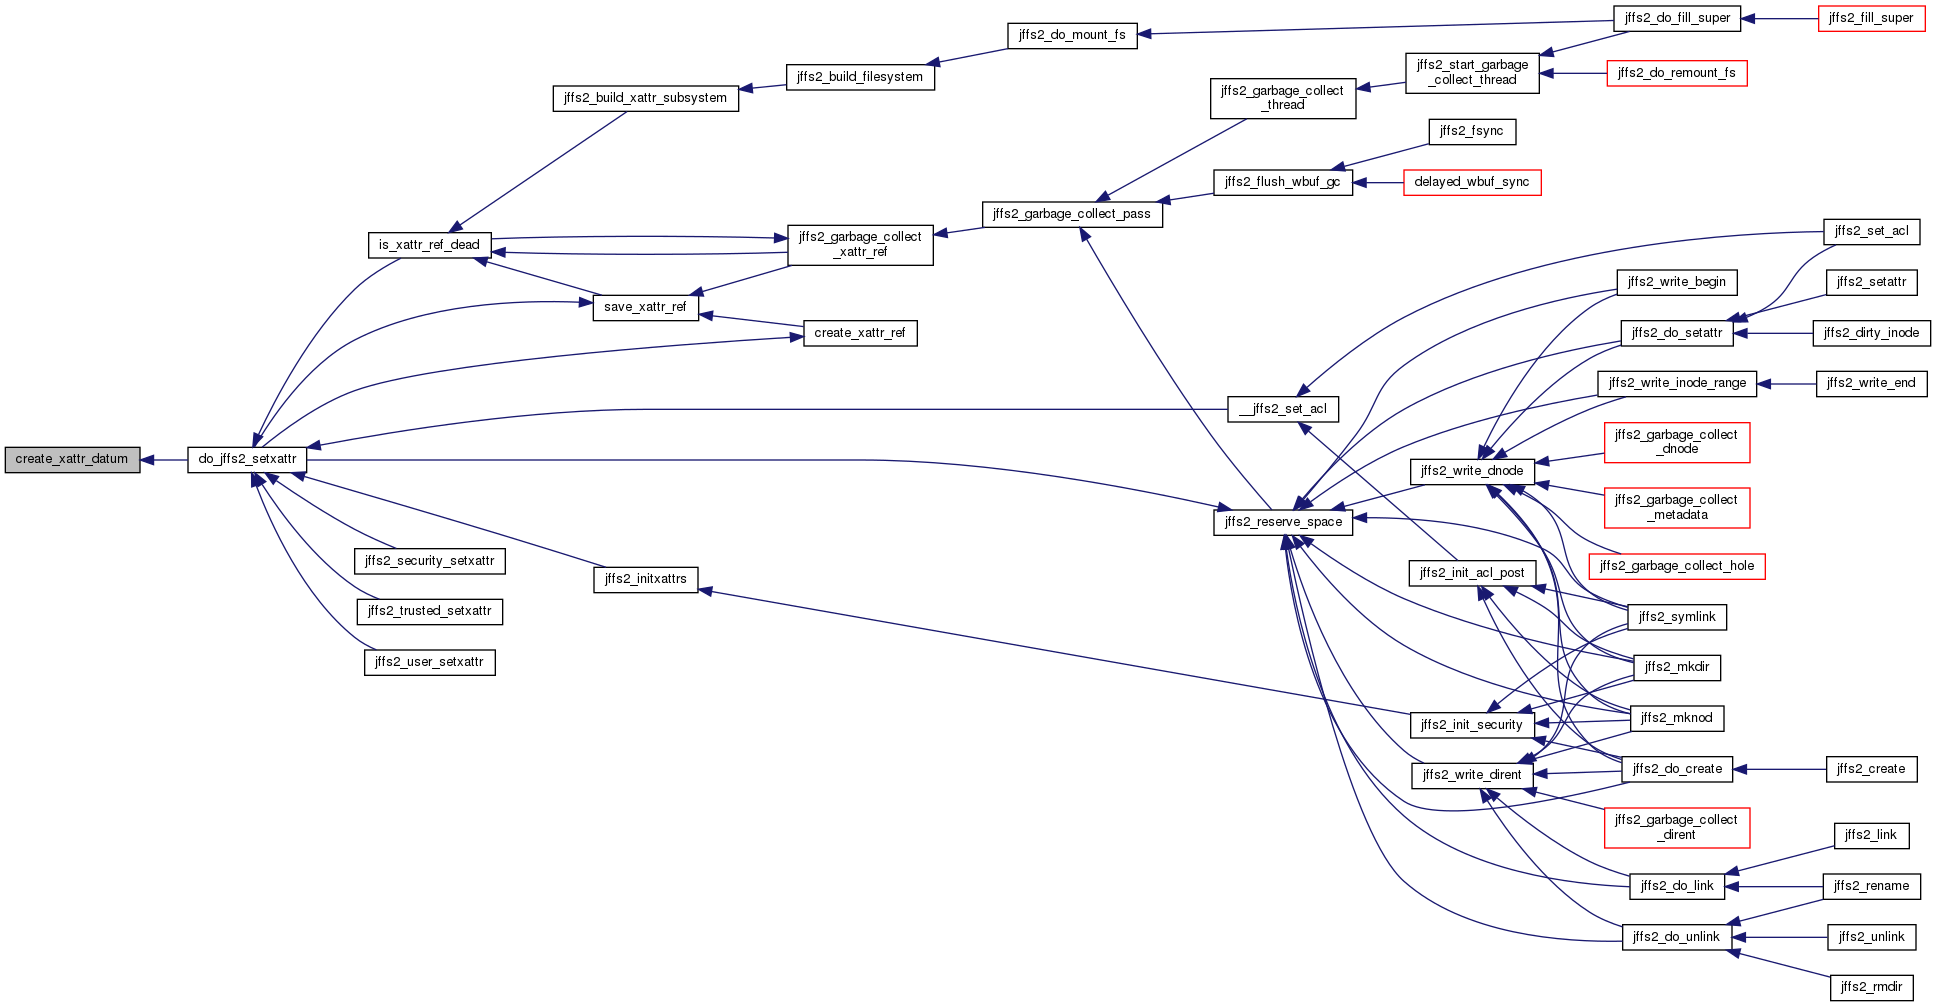 create_xattr_datum
do_jffs2_setxattr
is_xattr_ref_dead
jffs2_build_xattr_subsystem
jffs2_build_filesystem
jffs2_do_mount_fs
jffs2_do_fill_super
jffs2_fill_super
jffs2_garbage_collect
_xattr_ref
jffs2_garbage_collect_pass
jffs2_garbage_collect
_thread
jffs2_start_garbage
_collect_thread
jffs2_do_remount_fs
jffs2_flush_wbuf_gc
jffs2_fsync
delayed_wbuf_sync
save_xattr_ref
create_xattr_ref
__jffs2_set_acl
jffs2_set_acl
jffs2_reserve_space
jffs2_write_begin
jffs2_do_setattr
jffs2_setattr
jffs2_dirty_inode
jffs2_write_inode_range
jffs2_write_end
jffs2_write_dnode
jffs2_garbage_collect
_dnode
jffs2_garbage_collect
_metadata
jffs2_garbage_collect_hole
jffs2_init_acl_post
jffs2_symlink
jffs2_mkdir
jffs2_mknod
jffs2_security_setxattr
jffs2_trusted_setxattr
jffs2_user_setxattr
jffs2_initxattrs
jffs2_init_security
jffs2_write_dirent
jffs2_do_create
jffs2_create
jffs2_garbage_collect
_dirent
jffs2_do_link
jffs2_link
jffs2_rename
jffs2_do_unlink
jffs2_unlink
jffs2_rmdir